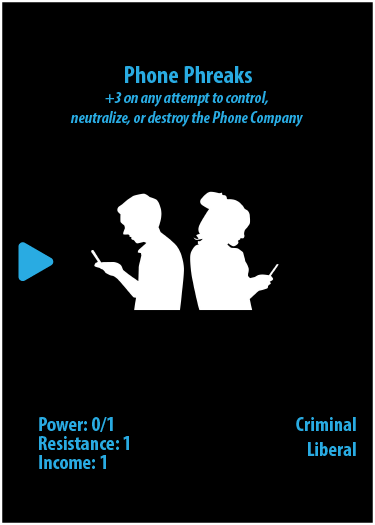 Phone Phreaks
+3 on any attempt to control,
neutralize, or destroy the Phone Company
Power: 0/1
Resistance: 1
Income: 1
Criminal
Liberal